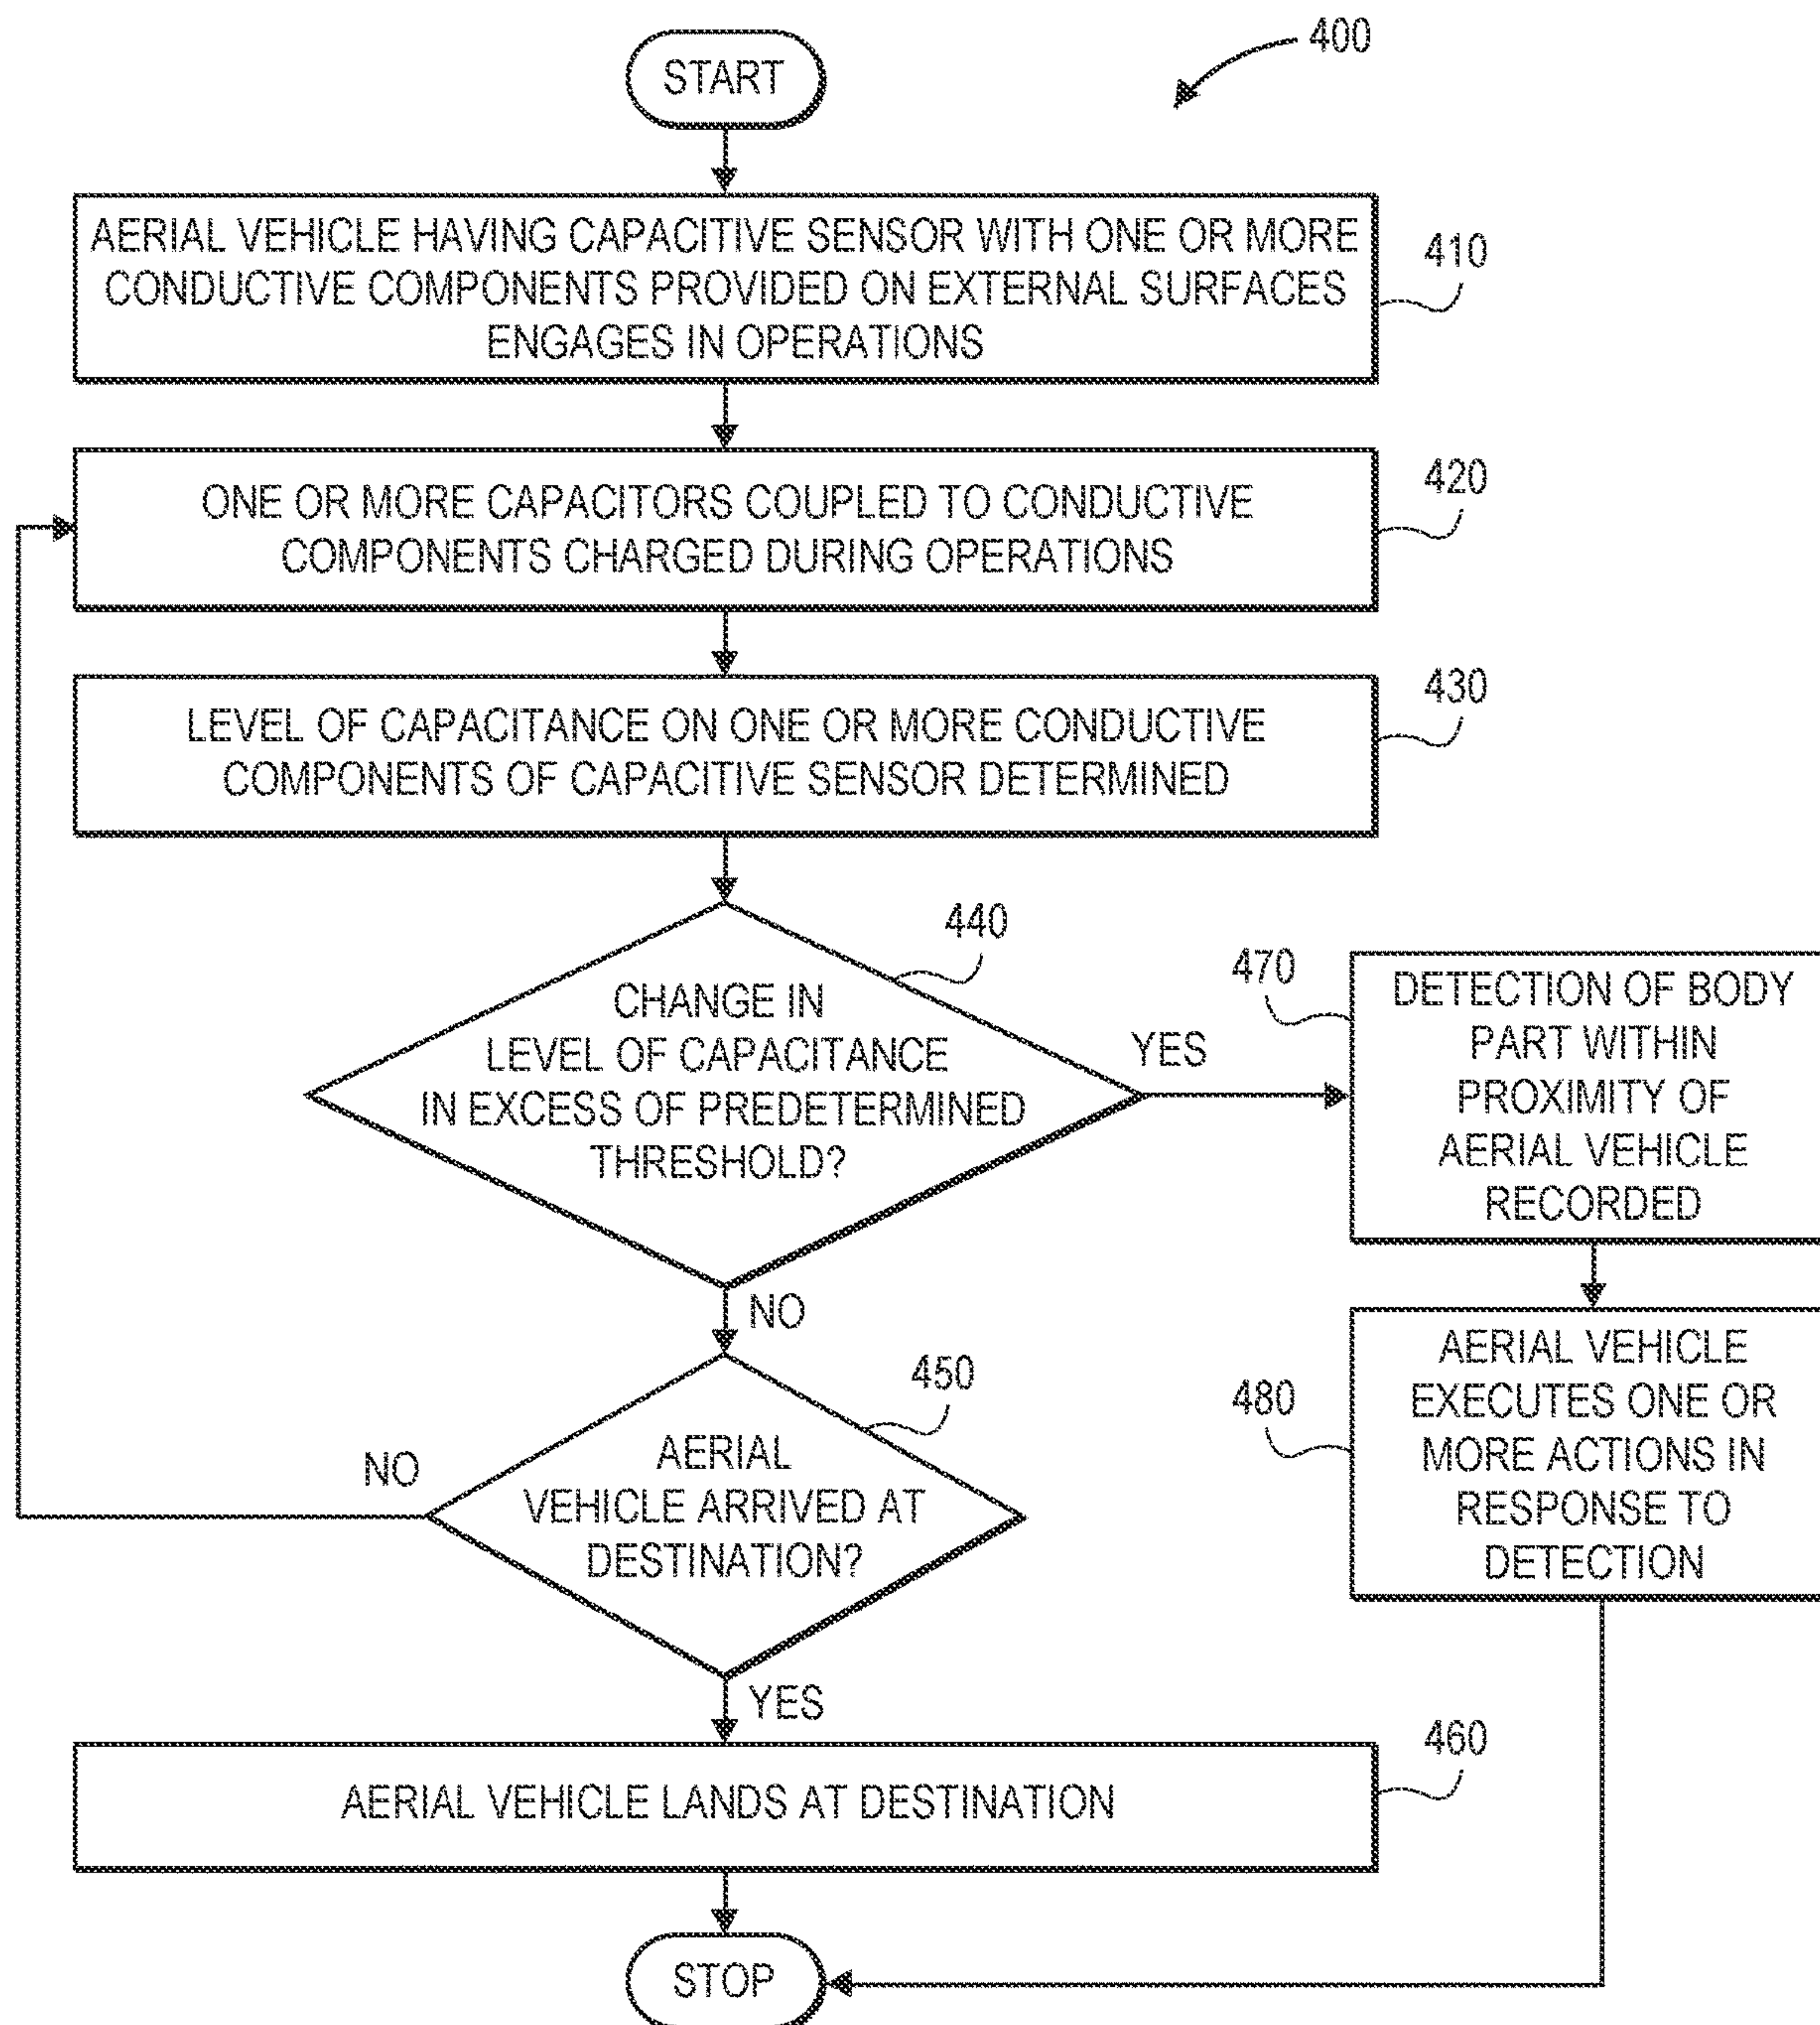 400
START
AERIAL VEHICLE HAVING CAPACITIVE SENSOR WITH ONE OR MORE
CONDUCTIVE COMPONENTS PROVIDED ON EXTERNAL SURFACES
ENGAGES IN OPERATIONS
410
ONE OR MORE CAPACITORS COUPLED TO CONDUCTIVE
COMPONENTS CHARGED DURING OPERATIONS
420
LEVEL OF CAPACITANCE ON ONE OR MORE CONDUCTIVE
COMPONENTS OF CAPACITIVE SENSOR DETERMINED
430
440
CHANGE IN
LEVEL OF CAPACITANCE
IN EXCESS OF PREDETERMINED
THRESHOLD?
YES
470
DETECTION OF BODY
PART WITHIN
PROXIMITY OF
AERIAL VEHICLE
RECORDED
NO
450
AERIAL
VEHICLE ARRIVED AT
DESTINATION?
NO
480
AERIAL VEHICLE
EXECUTES ONE OR
MORE ACTIONS IN
RESPONSE TO
DETECTION
YES
460
AERIAL VEHICLE LANDS AT DESTINATION
STOP